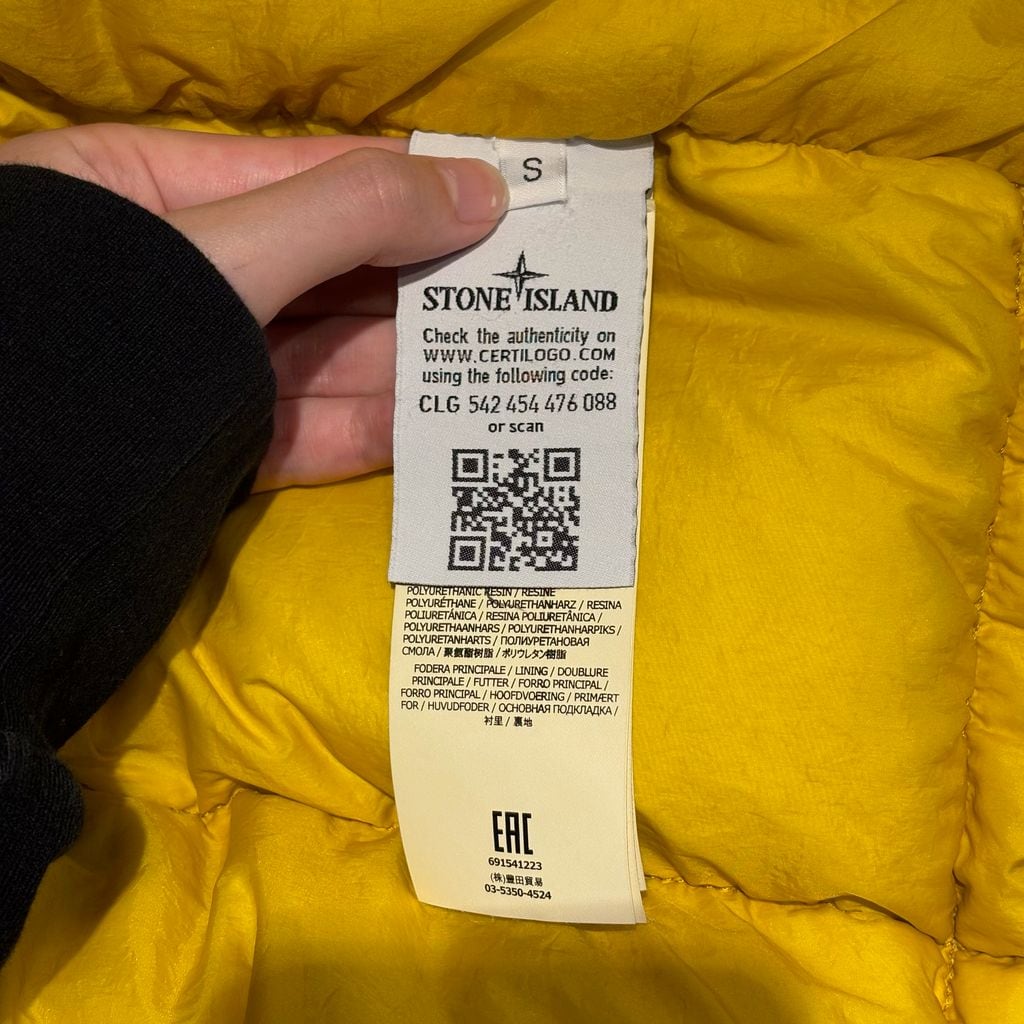 S
STONE ISLAND
Check the authenticity on
WWW.CERTILOGO.COM
using the following code:
CLG 542 454 476 088
or scan
POLYURETHANIC RESIN / RESINE
POLYURÉTHANE / POLYURETHANHARZ / RESINA
POLIURETÁNICA / RESINA POLIURETÂNICA /
POLYURETHAANHARS / POLYURETHANHARPIKS /
POLYURETANHARTS / ПОЛИУРЕТАНОВАЯ
СМОЛА / 聚氨酯树脂 / ポリウレタン樹脂
FODERA PRINCIPALE / LINING / DOUBLURE
PRINCIPALE / FUTTER / FORRO PRINCIPAL /
FORRO PRINCIPAL / HOOFDVOERING / PRIMÆRT
FOR / HUVUDFODER / ОСНОВНАЯ ПОДКЛАДКА /
衬里 / 裏地
EAC
691541223
(株)豊田貿易
03-5350-4524